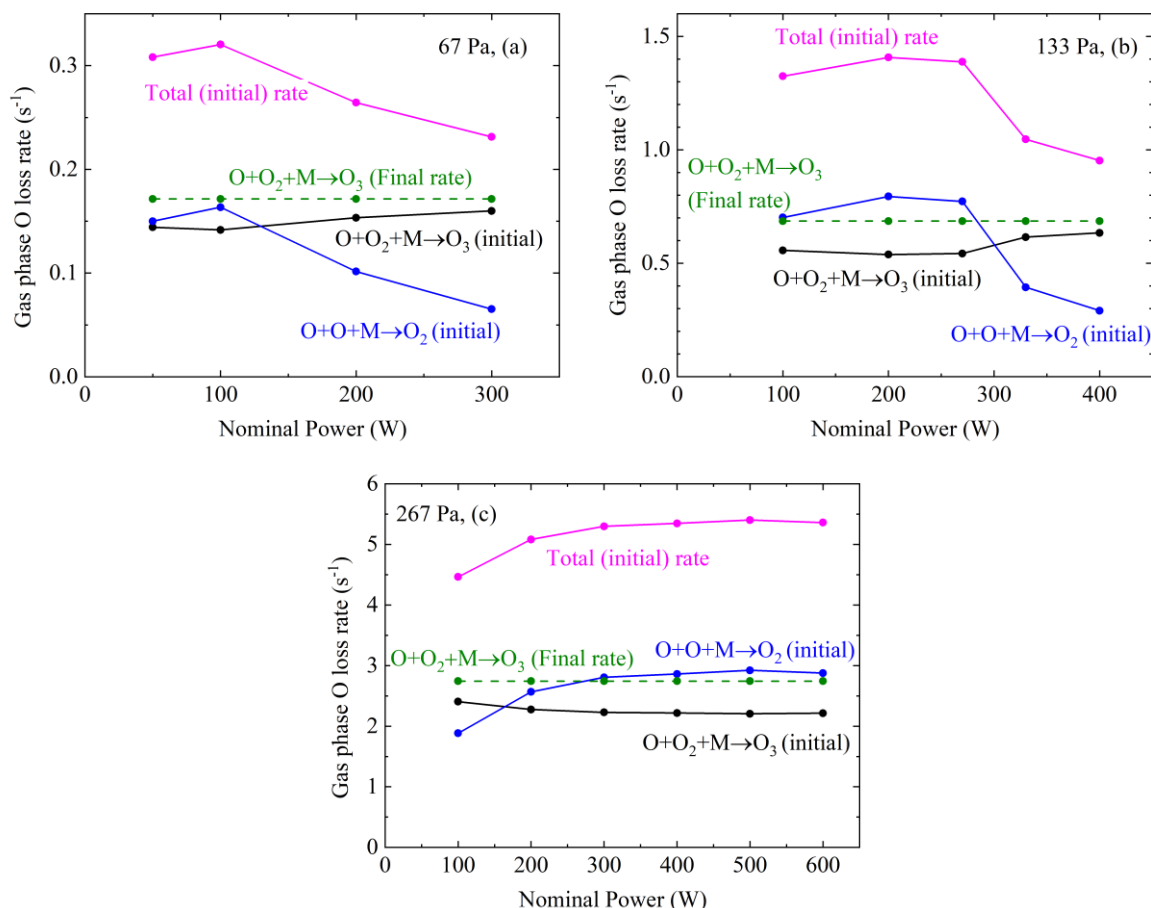 67 Pa, (a)
Total (initial) rate
O+O₂+M→O₃ (Final rate)
O+O₂+M→O₃ (initial)
O+O+M→O₂ (initial)
Gas phase O loss rate (s⁻¹)
0.3
0.2
0.1
0.0
0 100 200 300
Nominal Power (W)
Total (initial) rate
133 Pa, (b)
O+O₂+M→O₃
(Final rate)
O+O₂+M→O₃ (initial)
O+O+M→O₂ (initial)
Gas phase O loss rate (s⁻¹)
1.5
1.0
0.5
0.0
0 100 200 300 400
Nominal Power (W)
267 Pa, (c)
Total (initial) rate
O+O+M→O₂ (initial)
O+O₂+M→O₃ (Final rate)
O+O₂+M→O₃ (initial)
Gas phase O loss rate (s⁻¹)
6
5
4
3
2
1
0
0 100 200 300 400 500 600
Nominal Power (W)